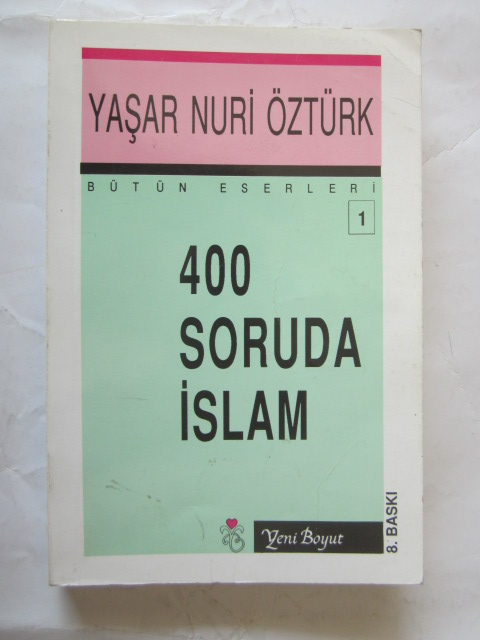 YAŞAR NURİ ÖZTÜRK
BÜTÜN ESERLERİ
1
400
SORUDA
İSLAM
Yeni Boyut
8. BASKI